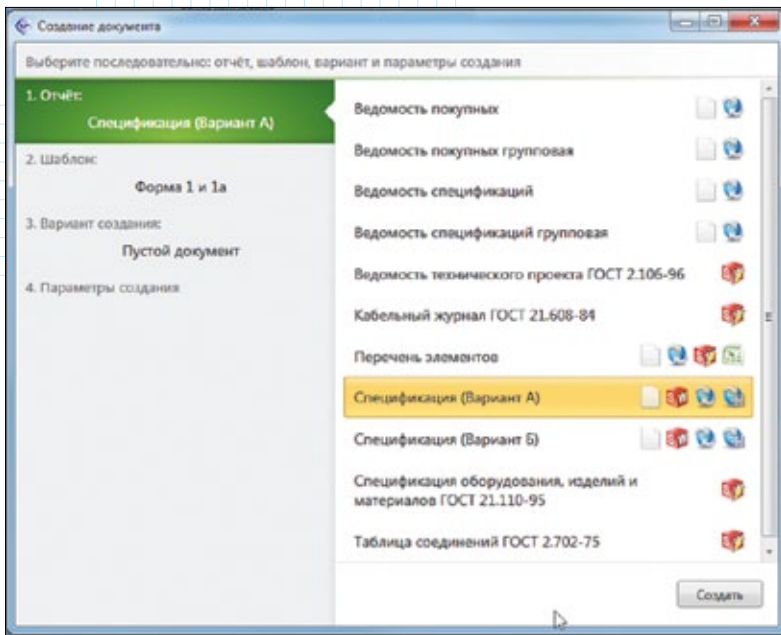 Создание документа
Выберите последовательно: отчёт, шаблон, вариант и параметры создания
1. Отчёт:
Спецификация (Вариант А)
2. Шаблон:
Форма 1 и 1а
3. Вариант создания:
Пустой документ
4. Параметры создания
Ведомость покупных
Ведомость покупных групповая
Ведомость спецификаций
Ведомость спецификаций групповая
Ведомость технического проекта ГОСТ 2.106-96
Кабельный журнал ГОСТ 21.608-84
Перечень элементов
Спецификация (Вариант А)
Спецификация (Вариант Б)
Спецификация оборудования, изделий и
материалов ГОСТ 21.110-95
Таблица соединений ГОСТ 2.702-75
Создать